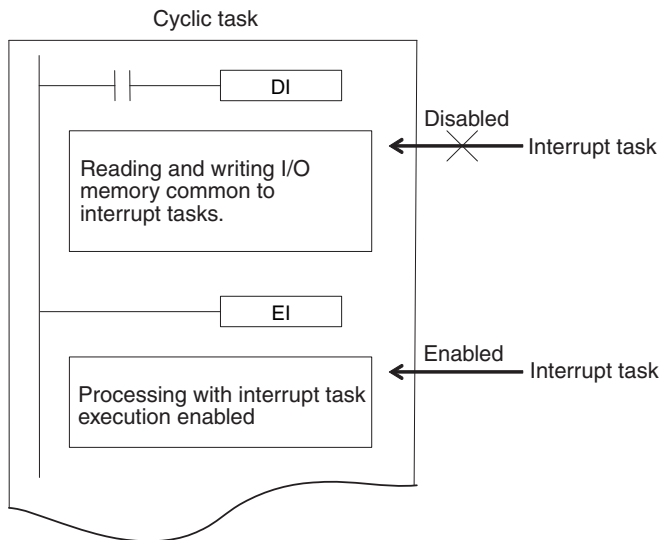 Cyclic task
DI
Disabled
Interrupt task
Reading and writing I/O
memory common to
interrupt tasks.
EI
Enabled
Interrupt task
Processing with interrupt task
execution enabled